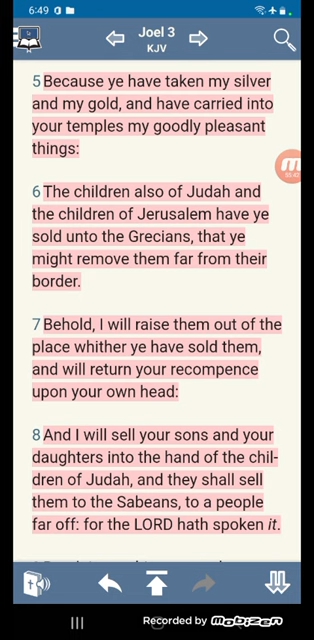 6:49
Joel 3
KJV
5 Because ye have taken my silver
and my gold, and have carried into
your temples my goodly pleasant
things:
6 The children also of Judah and
the children of Jerusalem have ye
sold unto the Grecians, that ye
might remove them far from their
border.
7 Behold, I will raise them out of the
place whither ye have sold them,
and will return your recompence
upon your own head:
8 And I will sell your sons and your
daughters into the hand of the chil-
dren of Judah, and they shall sell
them to the Sabeans, to a people
far off: for the LORD hath spoken it.
Recorded by Mobizen